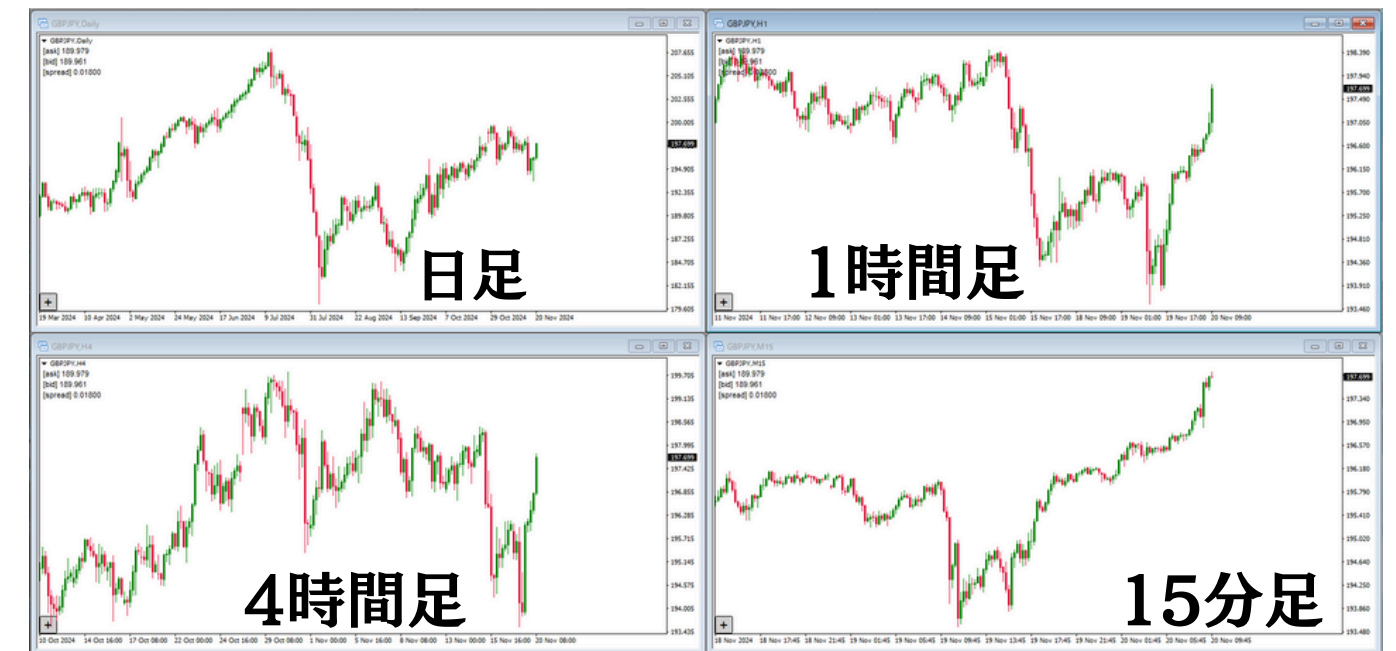 GBPJPY,Daily
GBPJPY,Daily
[ask] 189.979
[bid] 189.961
[spread] 0.01800
207.655
205.105
202.555
200.005
197.699
194.905
192.355
189.805
187.255
184.705
182.155
179.605
日足
19 Mar 2024 10 Apr 2024 2 May 2024 24 May 2024 17 Jun 2024 9 Jul 2024 31 Jul 2024 22 Aug 2024 13 Sep 2024 7 Oct 2024 29 Oct 2024 20 Nov 2024
GBPJPY,H1
GBPJPY,H1
[ask] 189.979
[bid] 189.961
[spread] 0.01800
198.390
197.940
197.699
197.490
197.050
196.600
196.150
195.700
195.250
194.810
194.360
193.910
193.460
1時間足
11 Nov 2024 11 Nov 17:00 12 Nov 09:00 13 Nov 01:00 13 Nov 17:00 14 Nov 09:00 15 Nov 01:00 15 Nov 17:00 18 Nov 09:00 19 Nov 01:00 19 Nov 17:00 20 Nov 09:00
GBPJPY,H4
GBPJPY,H4
[ask] 189.979
[bid] 189.961
[spread] 0.01800
199.705
199.135
198.565
197.995
197.699
197.425
196.855
196.285
195.715
195.145
194.575
194.005
193.435
4時間足
10 Oct 2024 14 Oct 16:00 17 Oct 08:00 22 Oct 00:00 24 Oct 16:00 29 Oct 08:00 1 Nov 00:00 5 Nov 16:00 8 Nov 08:00 13 Nov 00:00 15 Nov 16:00 20 Nov 08:00
GBPJPY,M15
GBPJPY,M15
[ask] 189.979
[bid] 189.961
[spread] 0.01800
197.699
197.340
196.950
196.570
196.180
195.790
195.410
195.020
194.640
194.250
193.860
193.480
15分足
18 Nov 2024 18 Nov 17:45 18 Nov 21:45 19 Nov 01:45 19 Nov 05:45 19 Nov 09:45 19 Nov 13:45 19 Nov 17:45 19 Nov 21:45 20 Nov 01:45 20 Nov 05:45 20 Nov 09:45